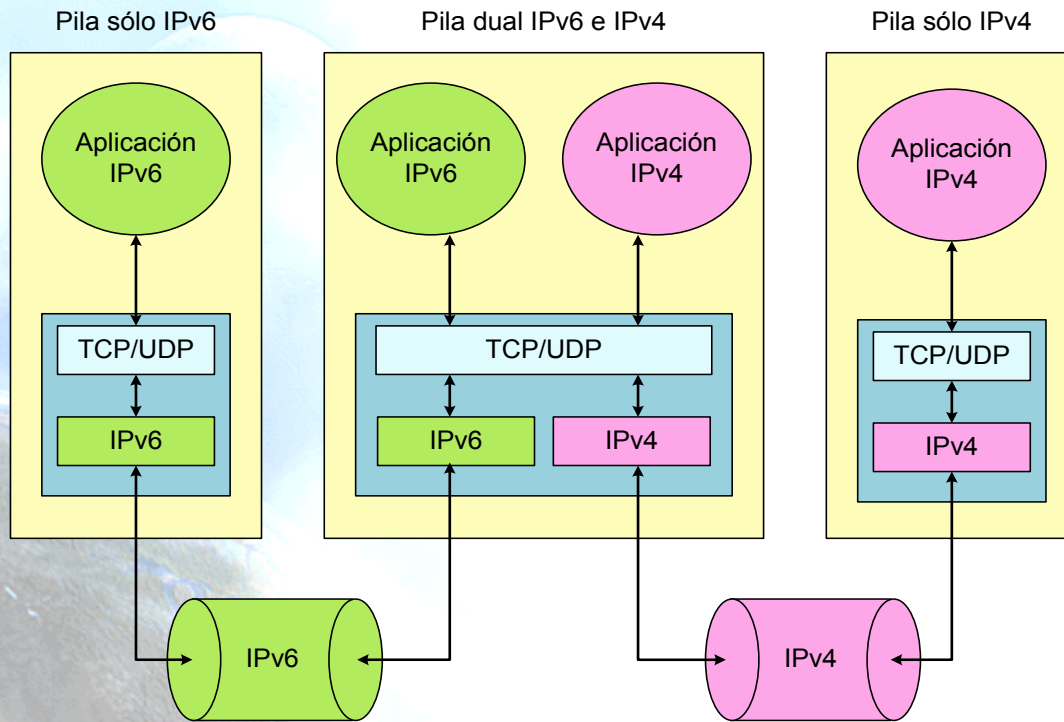 Pila sólo IPv6
Pila dual IPv6 e IPv4
Pila sólo IPv4
Aplicación
IPv6
Aplicación
IPv6
Aplicación
IPv4
Aplicación
IPv4
TCP/UDP
TCP/UDP
TCP/UDP
IPv6
IPv6
IPv4
IPv4
IPv6
IPv4